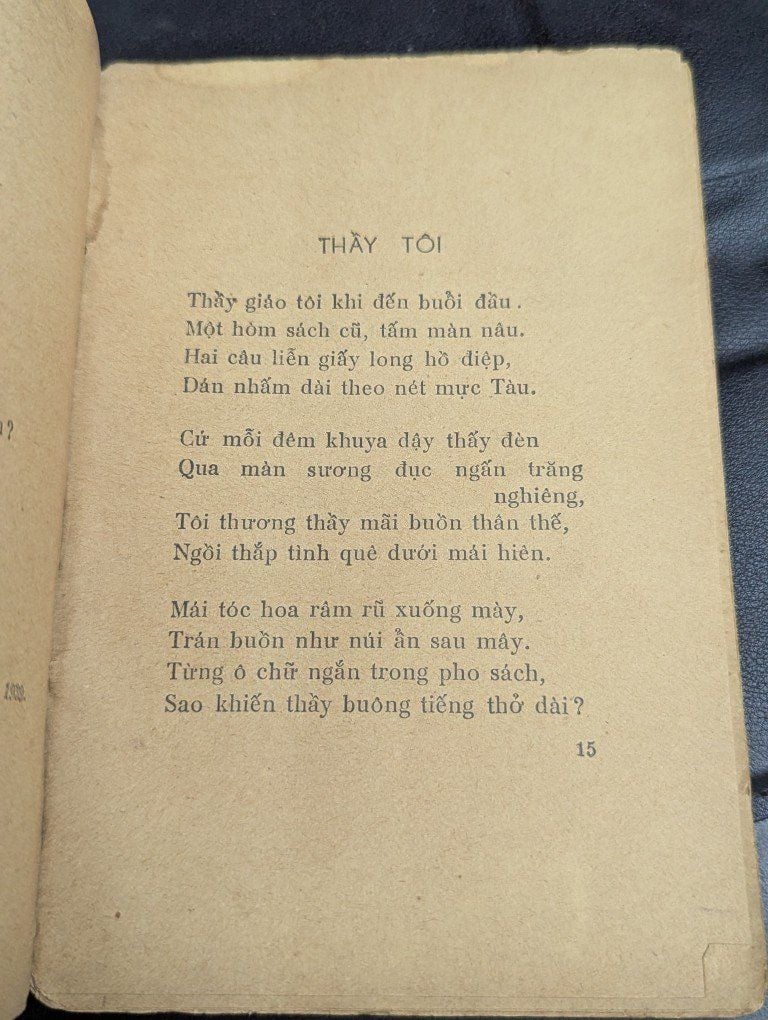 THẦY TÔI
Thầy giáo tôi khi đến buổi đầu.
Một hòm sách cũ, tấm màn nâu.
Hai câu liễn giấy long hồ điệp,
Dán nhấm dài theo nét mực Tàu.
Cứ mỗi đêm khuya dậy thấy đèn
Qua màn sương đục ngấn trăng
nghiêng,
Tôi thương thầy mãi buồn thân thế,
Ngồi thắp tình quê dưới mái hiên.
Mái tóc hoa râm rũ xuống mày,
Trán buồn như núi ẩn sau mây.
Từng ô chữ ngắn trong pho sách,
Sao khiến thầy buông tiếng thở dài?
15
1939.